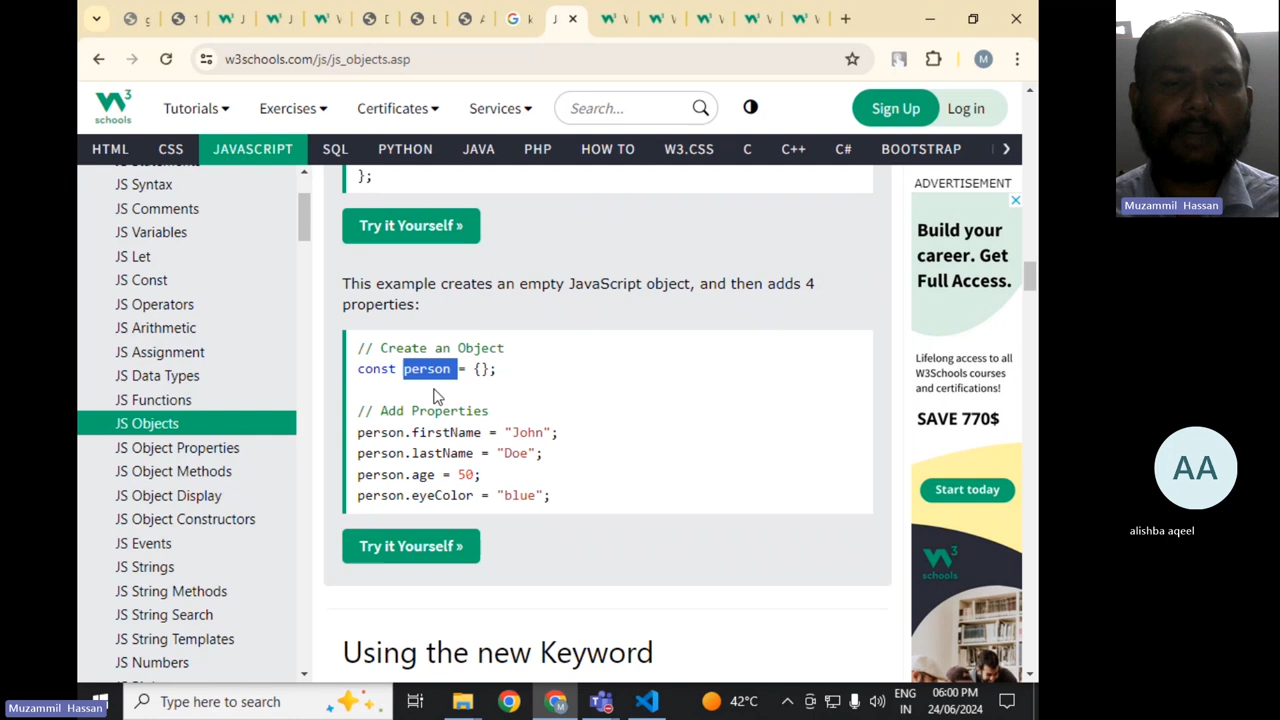 w3schools.com/js/js_objects.asp
M
W3
schools
Tutorials
Exercises
Certificates
Services
Search...
Sign Up
Log in
HTML
CSS
JAVASCRIPT
SQL
PYTHON
JAVA
PHP
HOW TO
W3.CSS
C
C++
C#
BOOTSTRAP
JS Statements
JS Syntax
JS Comments
JS Variables
JS Let
JS Const
JS Operators
JS Arithmetic
JS Assignment
JS Data Types
JS Functions
JS Objects
JS Object Properties
JS Object Methods
JS Object Display
JS Object Constructors
JS Events
JS Strings
JS String Methods
JS String Search
JS String Templates
JS Numbers
};
Try it Yourself »
This example creates an empty JavaScript object, and then adds 4
properties:
// Create an Object
const person = {};
// Add Properties
person.firstName = "John";
person.lastName = "Doe";
person.age = 50;
person.eyeColor = "blue";
Try it Yourself »
Using the new Keyword
ADVERTISEMENT
Build your
career. Get
Full Access.
Lifelong access to all
W3Schools courses
and certifications!
SAVE 770$
Start today
W3
schools
Muzammil Hassan
AA
alishba aqeel
Muzammil Hassan
Type here to search
42°C
ENG
IN
06:00 PM
24/06/2024